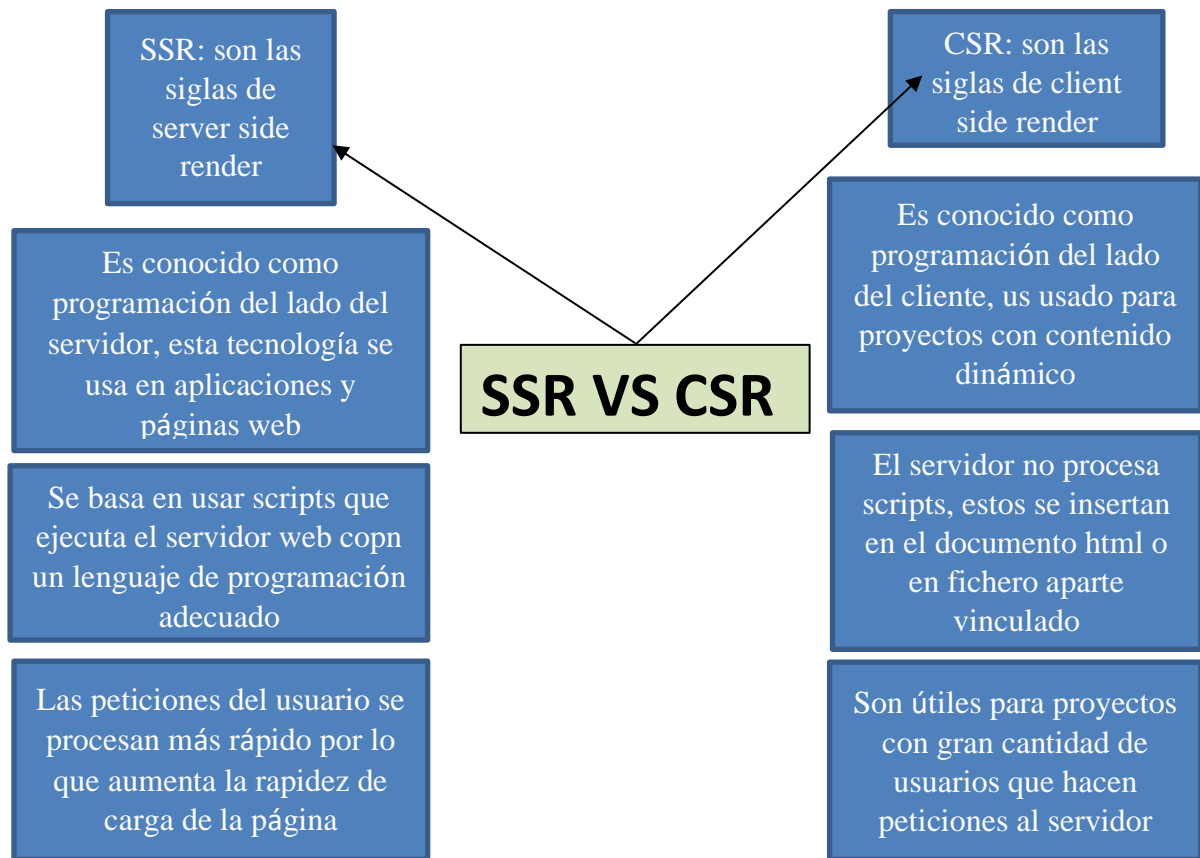 SSR: son las
siglas de
server side
render
Es conocido como
programación del lado del
servidor, esta tecnología se
usa en aplicaciones y
páginas web
Se basa en usar scripts que
ejecuta el servidor web copn
un lenguaje de programación
adecuado
Las peticiones del usuario se
procesan más rápido por lo
que aumenta la rapidez de
carga de la página
SSR VS CSR
CSR: son las
siglas de client
side render
Es conocido como
programación del lado
del cliente, us usado para
proyectos con contenido
dinámico
El servidor no procesa
scripts, estos se insertan
en el documento html o
en fichero aparte
vinculado
Son útiles para proyectos
con gran cantidad de
usuarios que hacen
peticiones al servidor